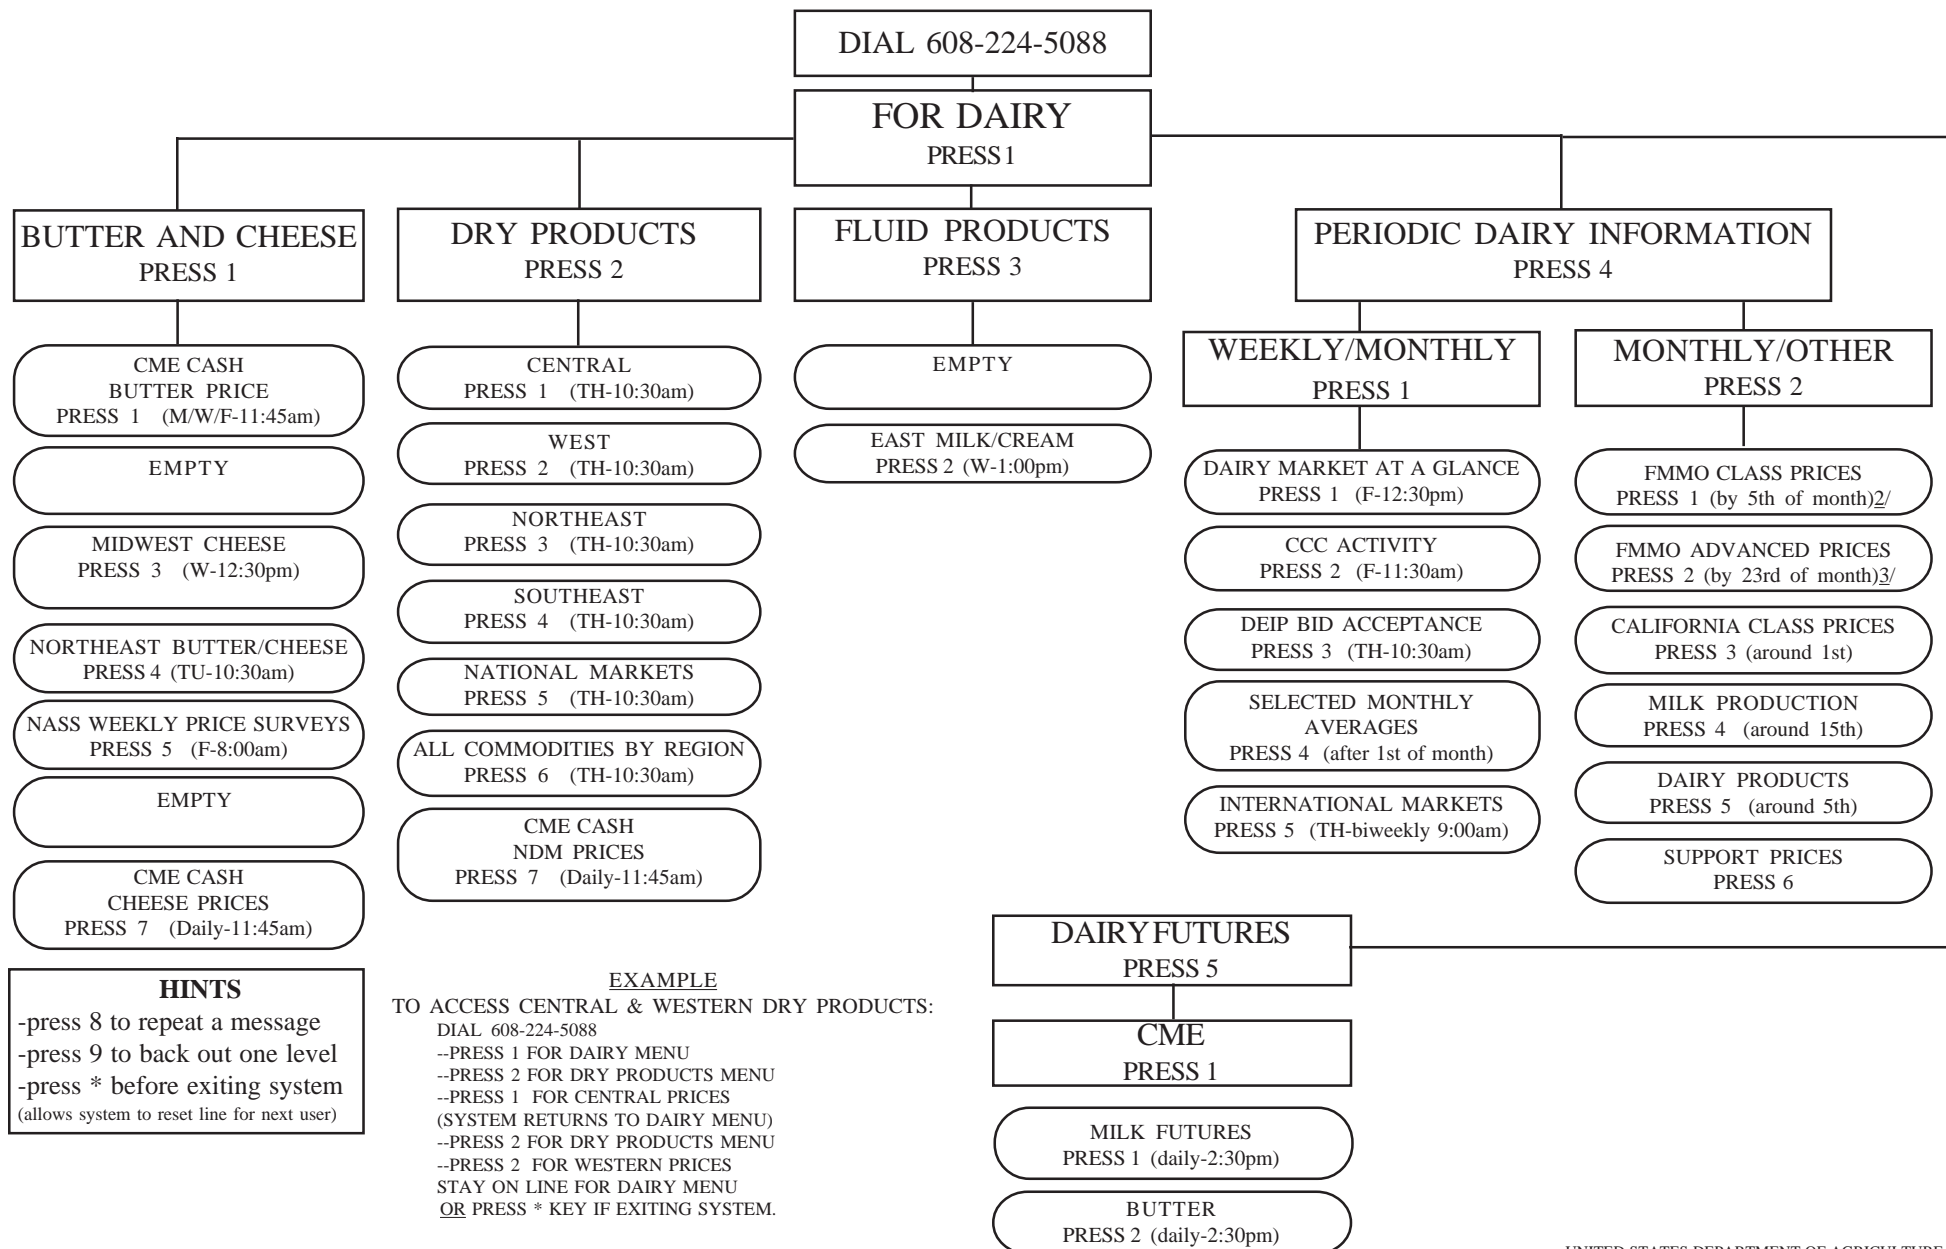 DIAL 608-224-5088
FOR DAIRY
PRESS 1
BUTTER AND CHEESE
PRESS 1
CME CASH
BUTTER PRICE
PRESS 1 (M/W/F-11:45am)
EMPTY
MIDWEST CHEESE
PRESS 3 (W-12:30pm)
NORTHEAST BUTTER/CHEESE
PRESS 4 (TU-10:30am)
NASS WEEKLY PRICE SURVEYS
PRESS 5 (F-8:00am)
EMPTY
CME CASH
CHEESE PRICES
PRESS 7 (Daily-11:45am)
DRY PRODUCTS
PRESS 2
CENTRAL
PRESS 1 (TH-10:30am)
WEST
PRESS 2 (TH-10:30am)
NORTHEAST
PRESS 3 (TH-10:30am)
SOUTHEAST
PRESS 4 (TH-10:30am)
NATIONAL MARKETS
PRESS 5 (TH-10:30am)
ALL COMMODITIES BY REGION
PRESS 6 (TH-10:30am)
CME CASH
NDM PRICES
PRESS 7 (Daily-11:45am)
FLUID PRODUCTS
PRESS 3
EMPTY
EAST MILK/CREAM
PRESS 2 (W-1:00pm)
PERIODIC DAIRY INFORMATION
PRESS 4
WEEKLY/MONTHLY
PRESS 1
DAIRY MARKET AT A GLANCE
PRESS 1 (F-12:30pm)
CCC ACTIVITY
PRESS 2 (F-11:30am)
DEIP BID ACCEPTANCE
PRESS 3 (TH-10:30am)
SELECTED MONTHLY
AVERAGES
PRESS 4 (after 1st of month)
INTERNATIONAL MARKETS
PRESS 5 (TH-biweekly 9:00am)
MONTHLY/OTHER
PRESS 2
FMMO CLASS PRICES
PRESS 1 (by 5th of month)2/
FMMO ADVANCED PRICES
PRESS 2 (by 23rd of month)3/
CALIFORNIA CLASS PRICES
PRESS 3 (around 1st)
MILK PRODUCTION
PRESS 4 (around 15th)
DAIRY PRODUCTS
PRESS 5 (around 5th)
SUPPORT PRICES
PRESS 6
DAIRY FUTURES
PRESS 5
CME
PRESS 1
MILK FUTURES
PRESS 1 (daily-2:30pm)
BUTTER
PRESS 2 (daily-2:30pm)
HINTS
-press 8 to repeat a message
-press 9 to back out one level
-press * before exiting system
(allows system to reset line for next user)
EXAMPLE
TO ACCESS CENTRAL & WESTERN DRY PRODUCTS:
DIAL 608-224-5088
--PRESS 1 FOR DAIRY MENU
--PRESS 2 FOR DRY PRODUCTS MENU
--PRESS 1 FOR CENTRAL PRICES
(SYSTEM RETURNS TO DAIRY MENU)
--PRESS 2 FOR DRY PRODUCTS MENU
--PRESS 2 FOR WESTERN PRICES
STAY ON LINE FOR DAIRY MENU
OR PRESS * KEY IF EXITING SYSTEM.
UNITED STATES DEPARTMENT OF AGRICULTURE